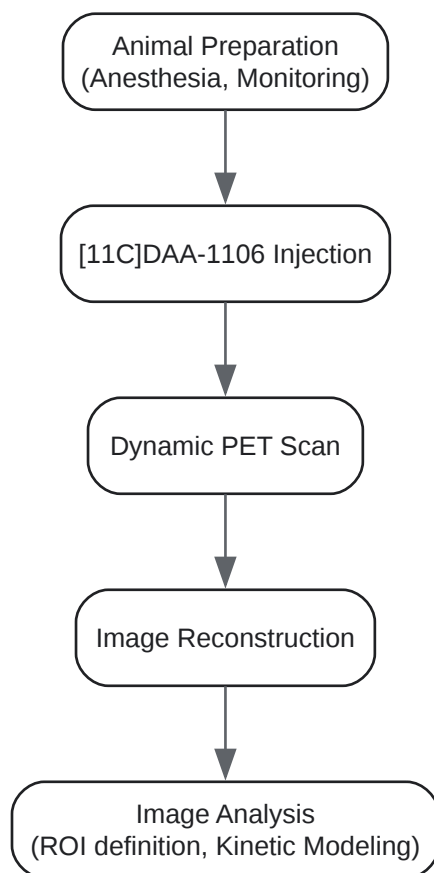 Animal Preparation
(Anesthesia, Monitoring)
[11C]DAA-1106 Injection
Dynamic PET Scan
Image Reconstruction
Image Analysis
(ROI definition, Kinetic Modeling)